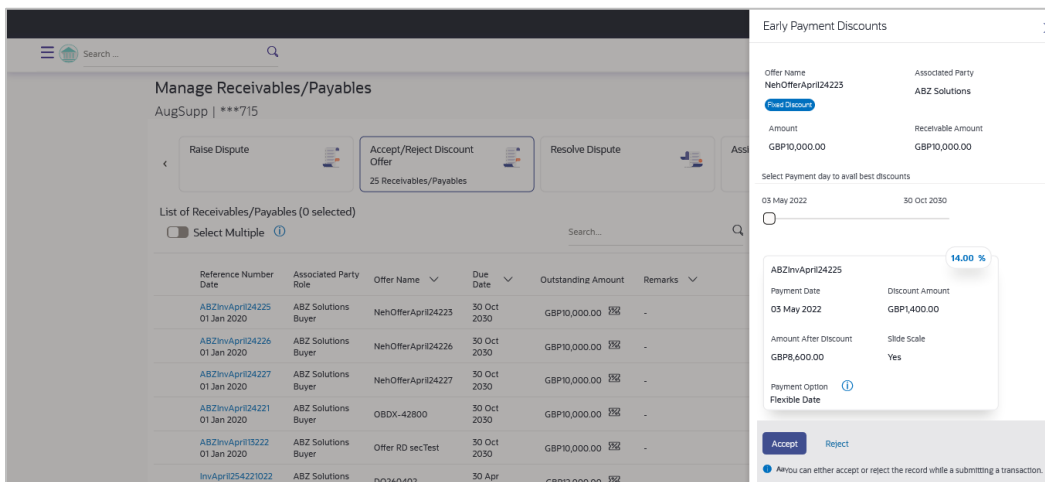 Search ...
Manage Receivables/Payables
AugSupp | ***715
Raise Dispute
Accept/Reject Discount
Offer
25 Receivables/Payables
Resolve Dispute
List of Receivables/Payables (0 selected)
Select Multiple
Search...
Reference Number
Date
Associated Party
Role
Offer Name
Due
Date
Outstanding Amount
Remarks
ABZInvApril24225
01 Jan 2020
ABZ Solutions
Buyer
NehOfferApril24223
30 Oct
2030
GBP10,000.00
-
ABZInvApril24226
01 Jan 2020
ABZ Solutions
Buyer
NehOfferApril24226
30 Oct
2030
GBP10,000.00
-
ABZInvApril24227
01 Jan 2020
ABZ Solutions
Buyer
NehOfferApril24227
30 Oct
2030
GBP10,000.00
-
ABZInvApril24221
01 Jan 2020
ABZ Solutions
Buyer
OBDX-42800
30 Oct
2030
GBP10,000.00
-
ABZInvApril13222
01 Jan 2020
ABZ Solutions
Buyer
Offer RD secTest
30 Oct
2030
GBP10,000.00
-
InvApril254221022
ABZ Solutions
30 Apr
Early Payment Discounts
Offer Name
NehOfferApril24223
Fixed Discount
Associated Party
ABZ Solutions
Amount
GBP10,000.00
Receivable Amount
GBP10,000.00
Select Payment day to avail best discounts
03 May 2022
30 Oct 2030
14.00 %
ABZInvApril24225
Payment Date
03 May 2022
Discount Amount
GBP1,400.00
Amount After Discount
GBP8,600.00
Slide Scale
Yes
Payment Option
Flexible Date
Accept
Reject
You can either accept or reject the record while a submitting a transaction.